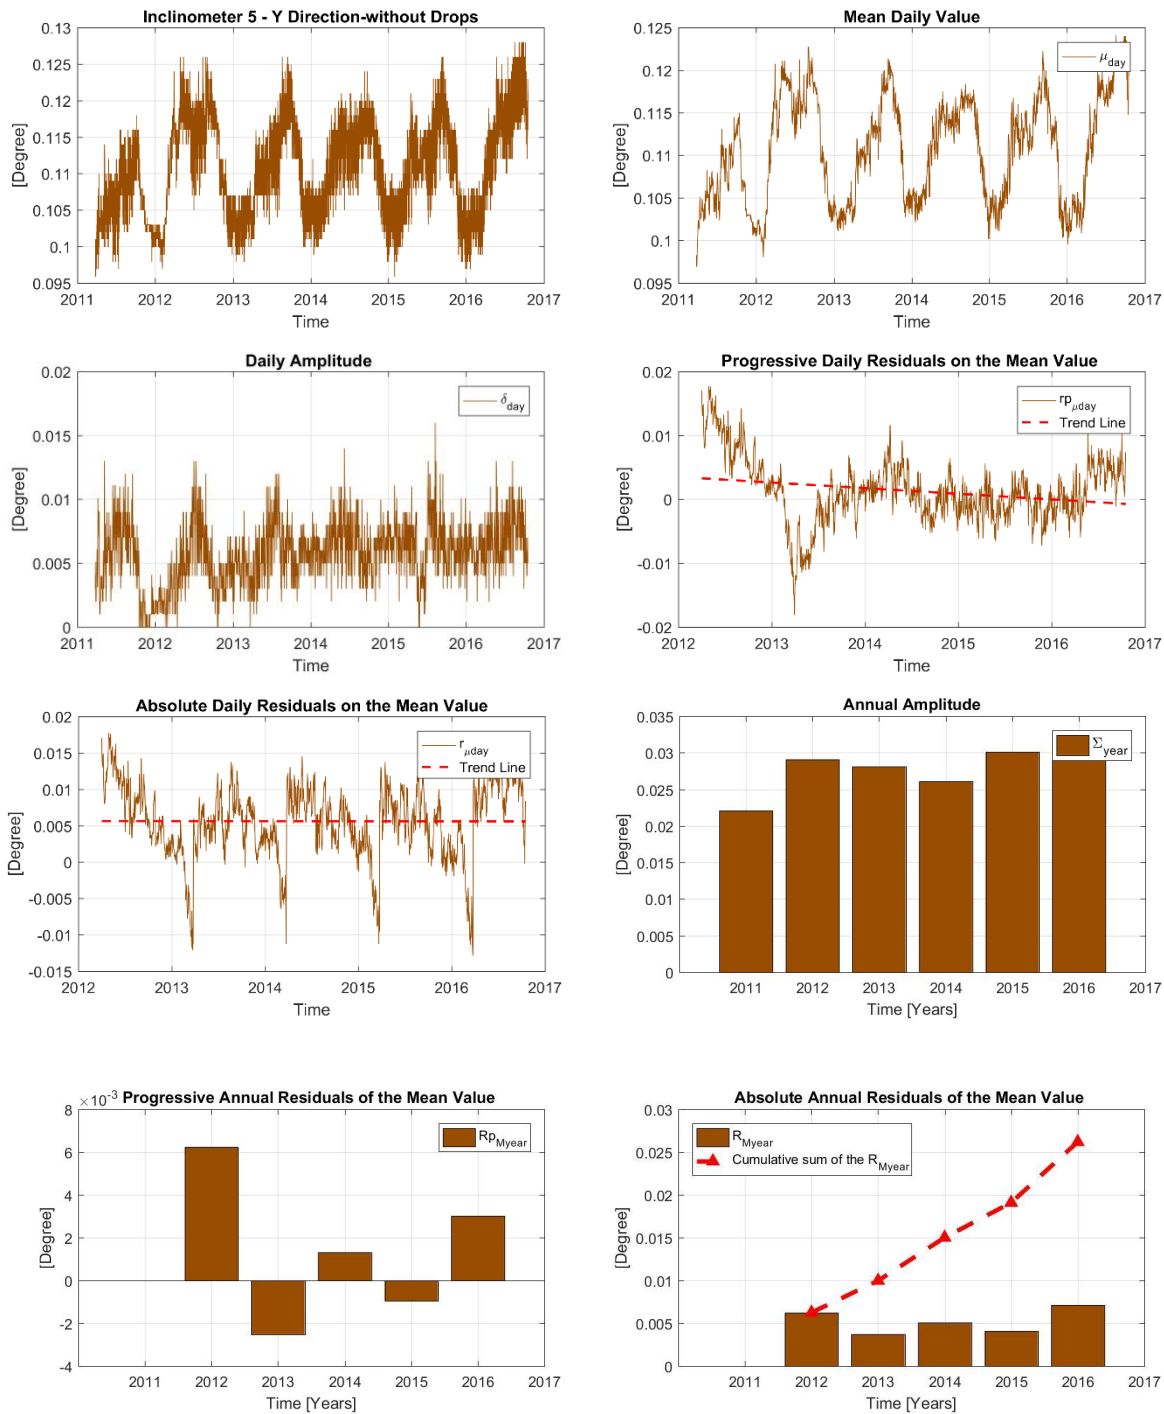 Inclinometer 5 - Y Direction-without Drops
0.13
0.125
0.12
0.115
0.11
0.105
0.1
0.095
[Degree]
2011 2012 2013 2014 2015 2016 2017
Time
Mean Daily Value
μday
0.125
0.12
0.115
0.11
0.105
0.1
0.095
[Degree]
2011 2012 2013 2014 2015 2016 2017
Time
Daily Amplitude
δday
0.02
0.015
0.01
0.005
0
[Degree]
2011 2012 2013 2014 2015 2016 2017
Time
Progressive Daily Residuals on the Mean Value
rpμday
Trend Line
0.02
0.01
0
-0.01
-0.02
[Degree]
2012 2013 2014 2015 2016 2017
Time
Absolute Daily Residuals on the Mean Value
rμday
Trend Line
0.02
0.015
0.01
0.005
0
-0.005
-0.01
-0.015
[Degree]
2012 2013 2014 2015 2016 2017
Time
Annual Amplitude
Σyear
0.035
0.03
0.025
0.02
0.015
0.01
0.005
0
[Degree]
2011 2012 2013 2014 2015 2016 2017
Time [Years]
×10-3 Progressive Annual Residuals of the Mean Value
RpMyear
8
6
4
2
0
-2
-4
[Degree]
2011 2012 2013 2014 2015 2016 2017
Time [Years]
Absolute Annual Residuals of the Mean Value
RMyear
Cumulative sum of the RMyear
0.03
0.025
0.02
0.015
0.01
0.005
0
[Degree]
2011 2012 2013 2014 2015 2016 2017
Time [Years]